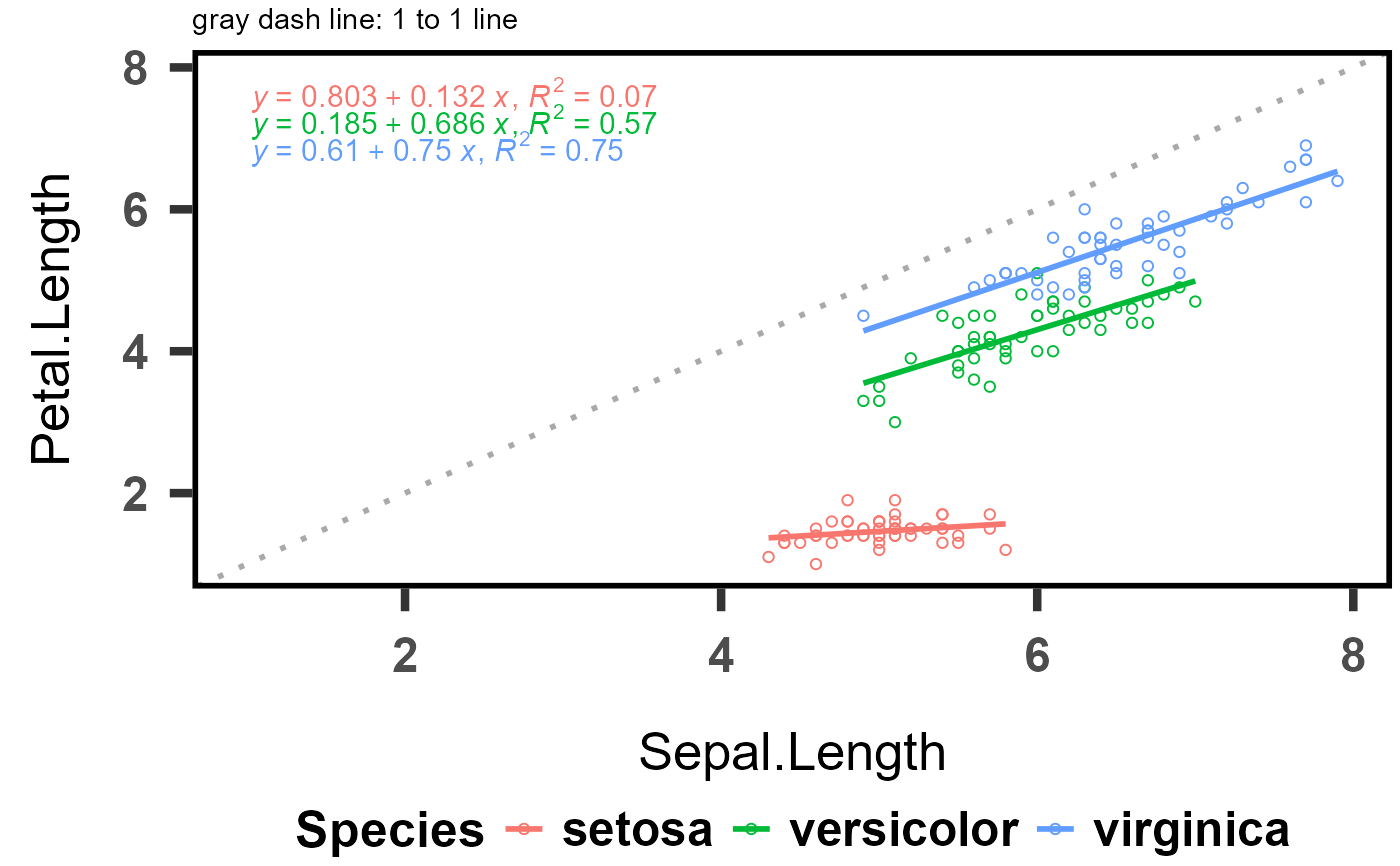 gray dash line: 1 to 1 line
y = 0.803 + 0.132 x, R² = 0.07
y = 0.185 + 0.686 x, R² = 0.57
y = 0.61 + 0.75 x, R² = 0.75
Petal.Length
8
6
4
2
2 4 6 8
Sepal.Length
Species setosa versicolor virginica